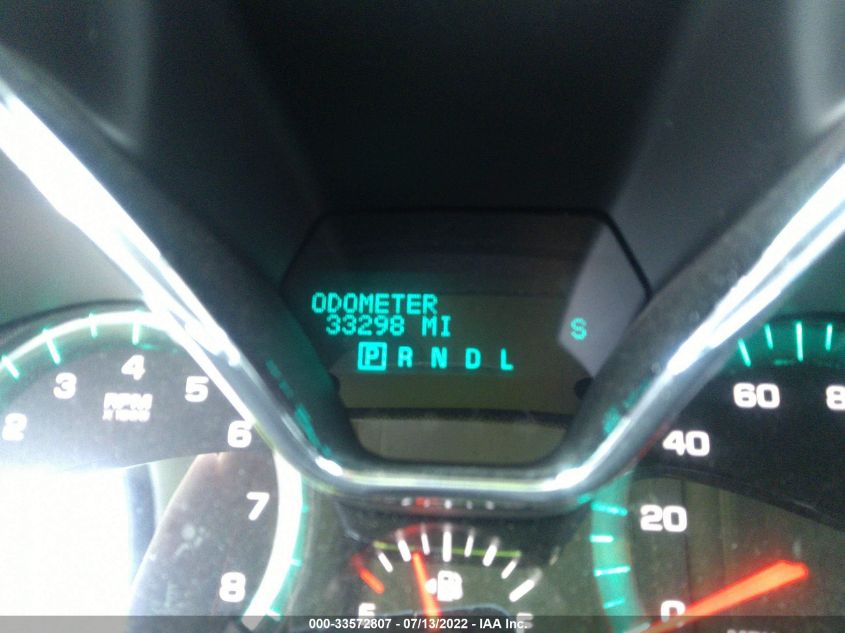 ODOMETER
33298 MI S
P R N D L
2 3 4 5 6 7 8
RPM
X1000
0 20 40 60
E F
000-33572807 - 07/13/2022 - IAA Inc.